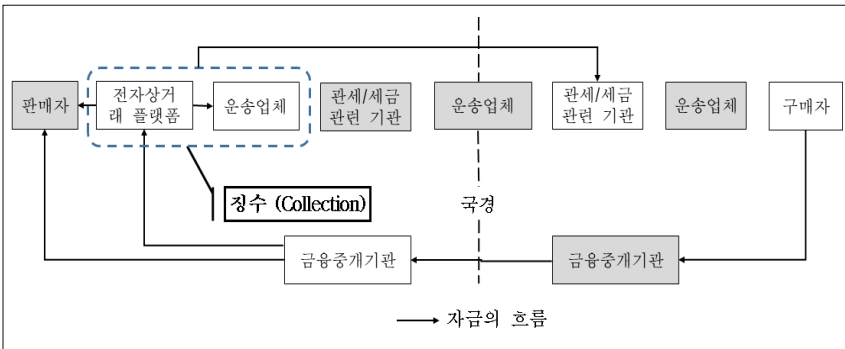 판매자
전자상거
래 플랫폼
운송업체
관세/세금
관련 기관
운송업체
관세/세금
관련 기관
운송업체
구매자
징수 (Collection)
국경
금융중개기관
금융중개기관
자금의 흐름